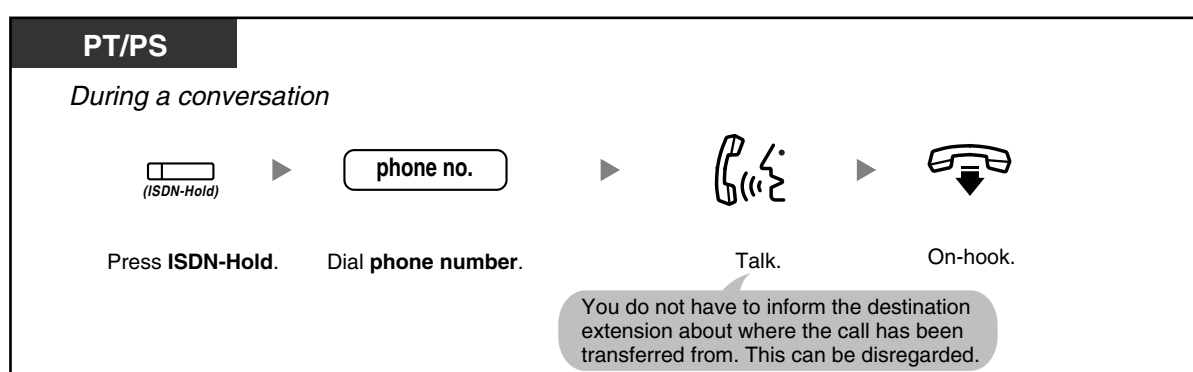 PT/PS
During a conversation
phone no.
(ISDN-Hold)
Press ISDN-Hold.
Dial phone number.
Talk.
On-hook.
You do not have to inform the destination
extension about where the call has been
transferred from. This can be disregarded.